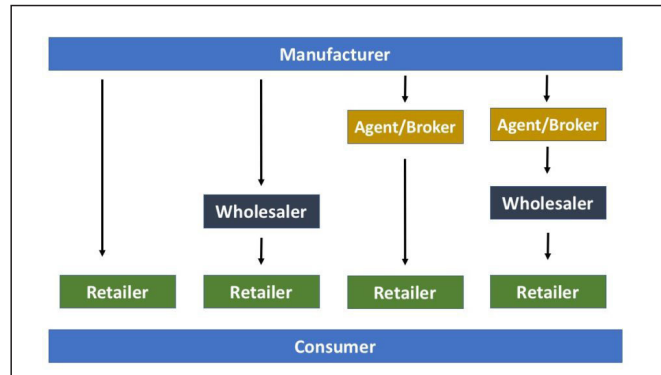 Manufacturer
Agent/Broker
Agent/Broker
Wholesaler
Wholesaler
Retailer
Retailer
Retailer
Retailer
Consumer